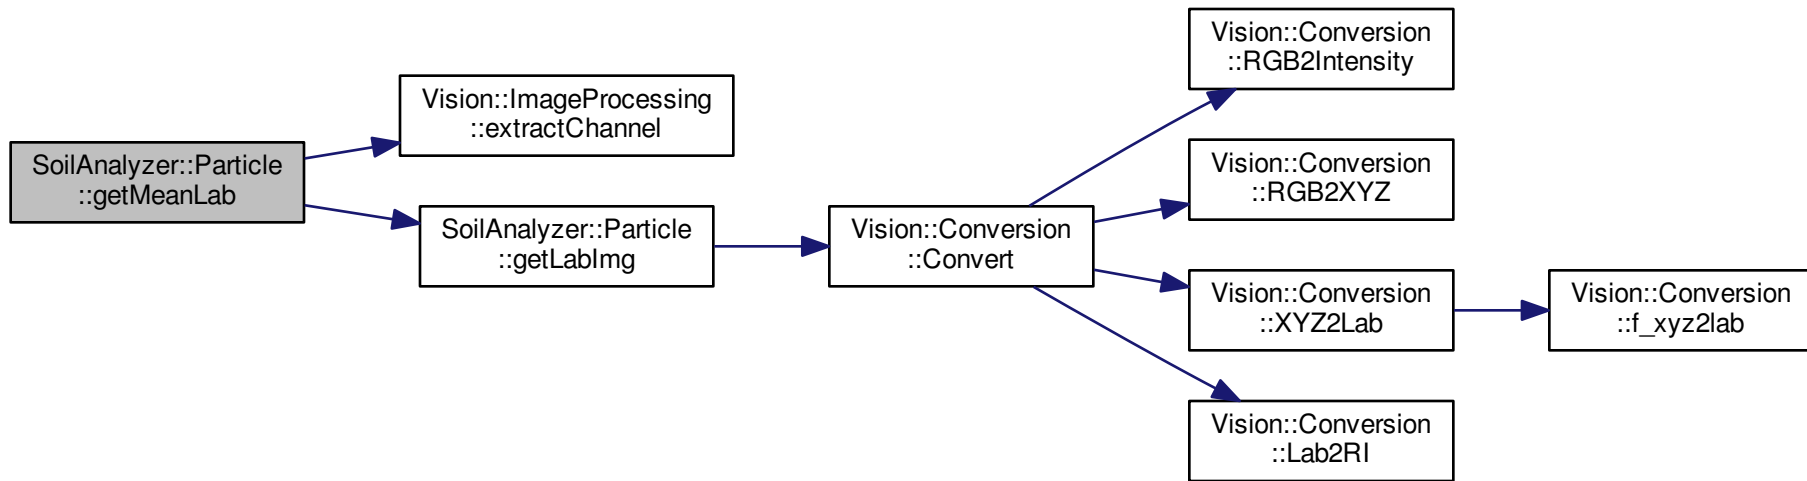 SoilAnalyzer::Particle
::getMeanLab
Vision::ImageProcessing
::extractChannel
SoilAnalyzer::Particle
::getLabImg
Vision::Conversion
::Convert
Vision::Conversion
::RGB2Intensity
Vision::Conversion
::RGB2XYZ
Vision::Conversion
::XYZ2Lab
Vision::Conversion
::Lab2RI
Vision::Conversion
::f_xyz2lab